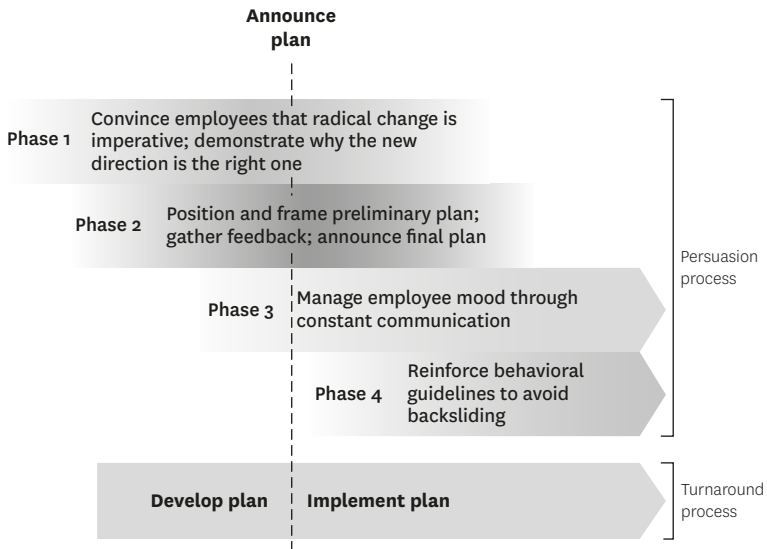 Announce
plan
Phase 1
Convince employees that radical change is
imperative; demonstrate why the new
direction is the right one
Phase 2
Position and frame preliminary plan;
gather feedback; announce final plan
Phase 3
Manage employee mood through
constant communication
Phase 4
Reinforce behavioral
guidelines to avoid
backsliding
Persuasion
process
Develop plan
Implement plan
Turnaround
process